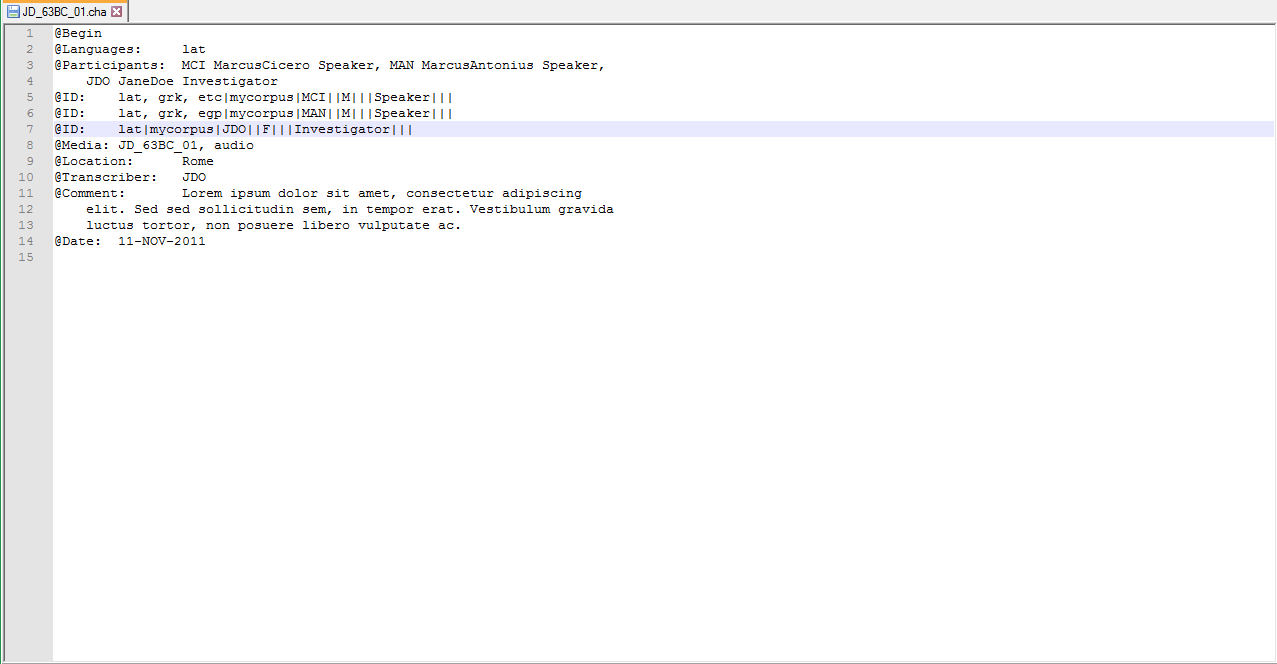 JD_63BC_01.cha
1 @Begin
2 @Languages: lat
3 @Participants: MCI MarcusCicero Speaker, MAN MarcusAntonius Speaker,
4 JDO JaneDoe Investigator
5 @ID: lat, grk, etc|mycorpus|MCI||M|||Speaker|||
6 @ID: lat, grk, egp|mycorpus|MAN||M|||Speaker|||
7 @ID: lat|mycorpus|JDO||F|||Investigator|||
8 @Media: JD_63BC_01, audio
9 @Location: Rome
10 @Transcriber: JDO
11 @Comment: Lorem ipsum dolor sit amet, consectetur adipiscing
12 elit. Sed sed sollicitudin sem, in tempor erat. Vestibulum gravida
13 luctus tortor, non posuere libero vulputate ac.
14 @Date: 11-NOV-2011
15